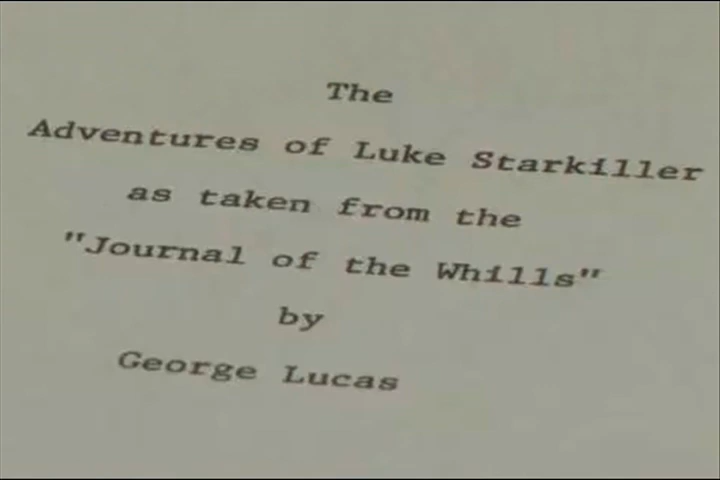 The
Adventures of Luke Starkiller
as taken from the
"Journal of the Whills"
by
George Lucas